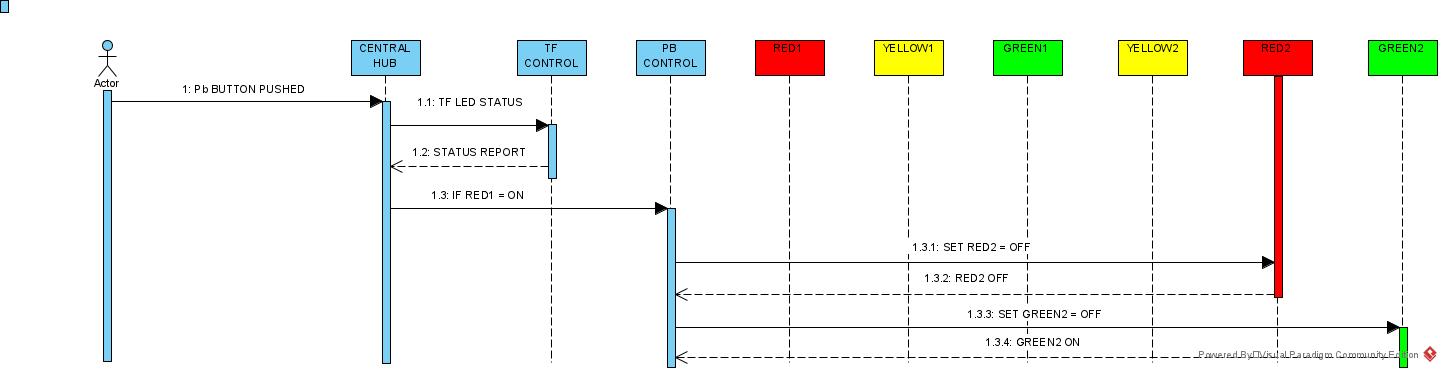 CENTRAL HUB
TF CONTROL
PB CONTROL
RED1
YELLOW1
GREEN1
YELLOW2
RED2
GREEN2
Actor
1: Pb BUTTON PUSHED
1.1: TF LED STATUS
1.2: STATUS REPORT
1.3: IF RED1 = ON
1.3.1: SET RED2 = OFF
1.3.2: RED2 OFF
1.3.3: SET GREEN2 = OFF
1.3.4: GREEN2 ON
Powered By Visual Paradigm Community Edition